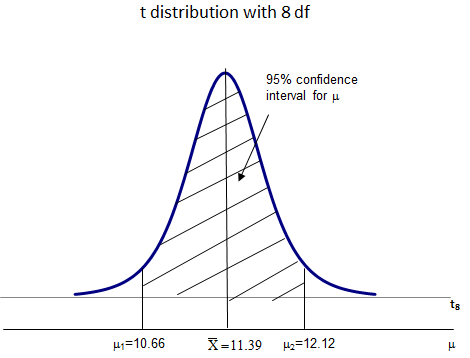 t distribution with 8 df
95% confidence
interval for μ
t₈
μ₁=10.66
X̄=11.39
μ₂=12.12
μ